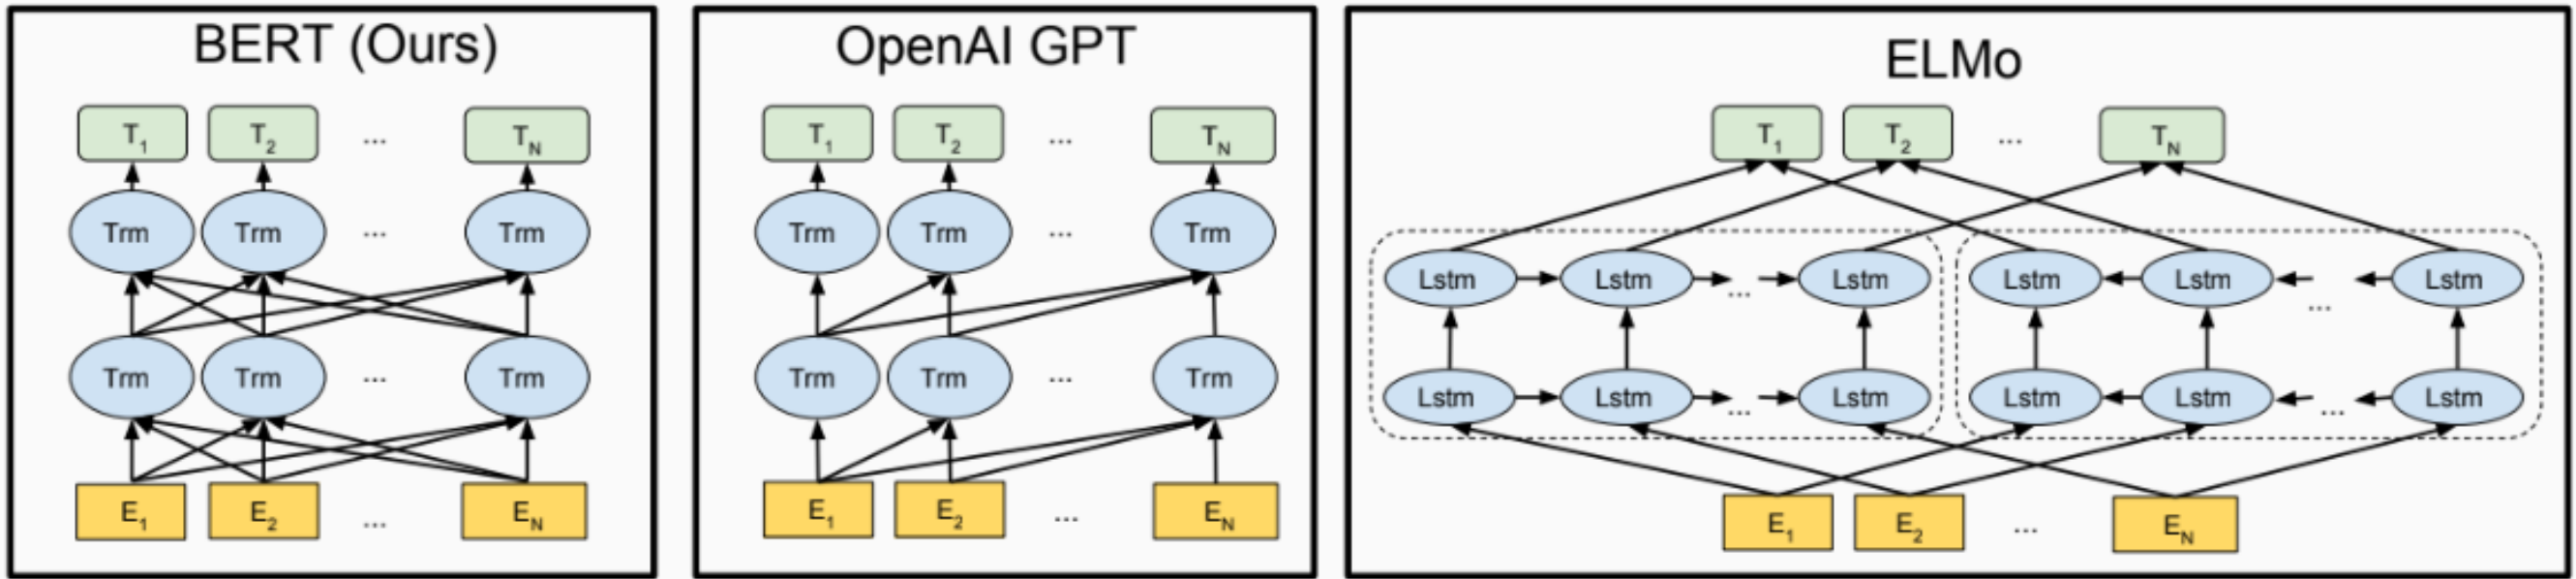 BERT (Ours)
T1 T2 ... TN
Trm Trm ... Trm
Trm Trm ... Trm
E1 E2 ... EN
OpenAI GPT
T1 T2 ... TN
Trm Trm ... Trm
Trm Trm ... Trm
E1 E2 ... EN
ELMo
T1 T2 ... TN
Lstm Lstm ... Lstm Lstm Lstm ... Lstm
Lstm Lstm ... Lstm Lstm Lstm ... Lstm
E1 E2 ... EN